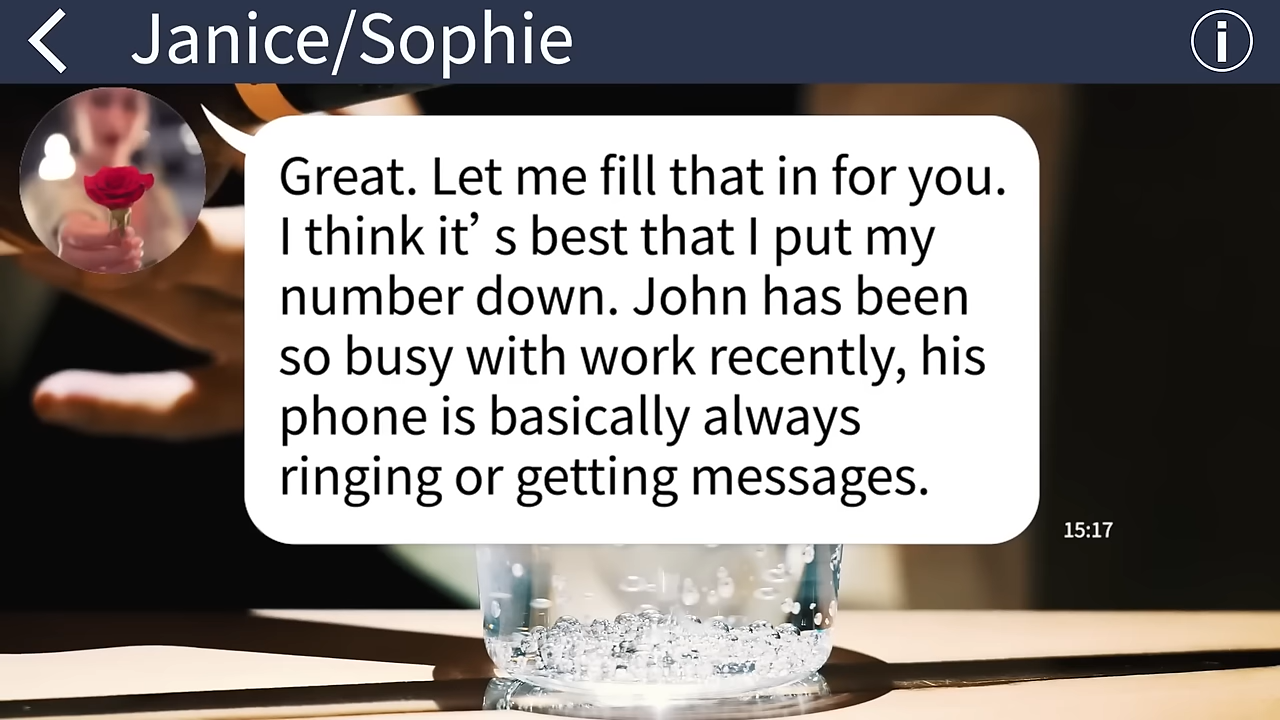 Janice/Sophie
Great. Let me fill that in for you.
I think it’ s best that I put my
number down. John has been
so busy with work recently, his
phone is basically always
ringing or getting messages.
15:17